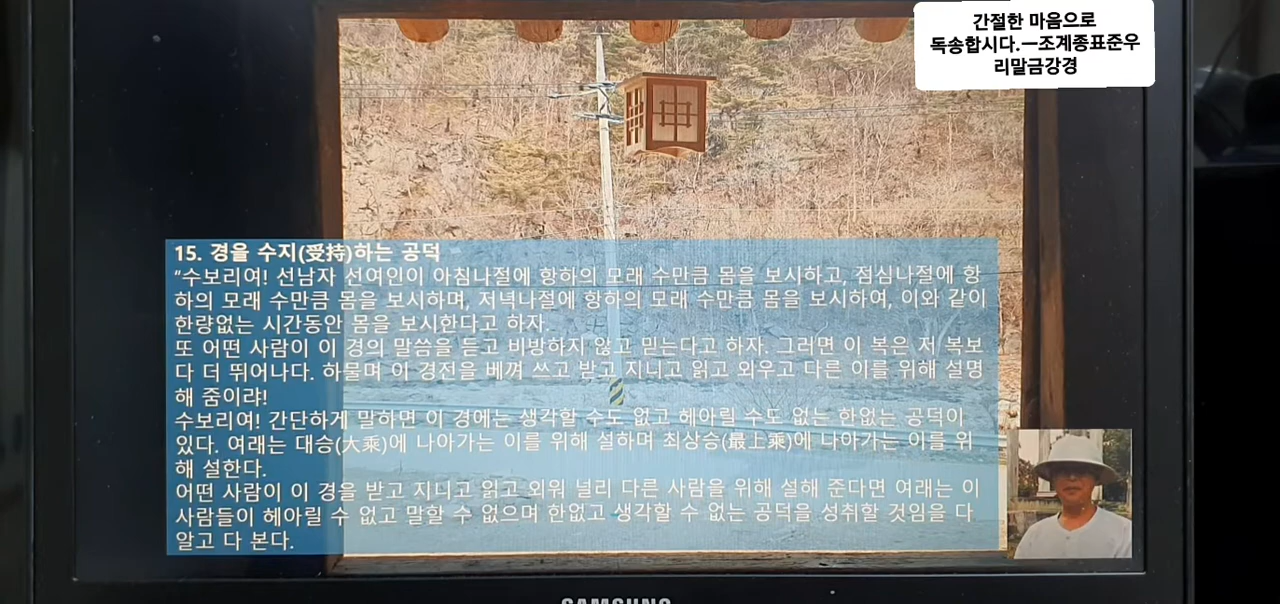 간절한 마음으로
독송합시다.ㅡ조계종표준우
리말금강경
15. 경을 수지(受持)하는 공덕
“수보리여! 선남자 선여인이 아침나절에 항하의 모래 수만큼 몸을 보시하고, 점심나절에 항
하의 모래 수만큼 몸을 보시하며, 저녁나절에 항하의 모래 수만큼 몸을 보시하여, 이와 같이
한량없는 시간동안 몸을 보시한다고 하자.
또 어떤 사람이 이 경의 말씀을 듣고 비방하지 않고 믿는다고 하자. 그러면 이 복은 저 복보
다 더 뛰어나다. 하물며 이 경전을 베껴 쓰고 받고 지니고 읽고 외우고 다른 이를 위해 설명
해 줌이랴!
수보리여! 간단하게 말하면 이 경에는 생각할 수도 없고 헤아릴 수도 없는 한없는 공덕이
있다. 여래는 대승(大乘)에 나아가는 이를 위해 설하며 최상승(最上乘)에 나아가는 이를 위
해 설한다.
어떤 사람이 이 경을 받고 지니고 읽고 외워 널리 다른 사람을 위해 설해 준다면 여래는 이
사람들이 헤아릴 수 없고 말할 수 없으며 한없고 생각할 수 없는 공덕을 성취할 것임을 다
알고 다 본다.
SAMSUNG